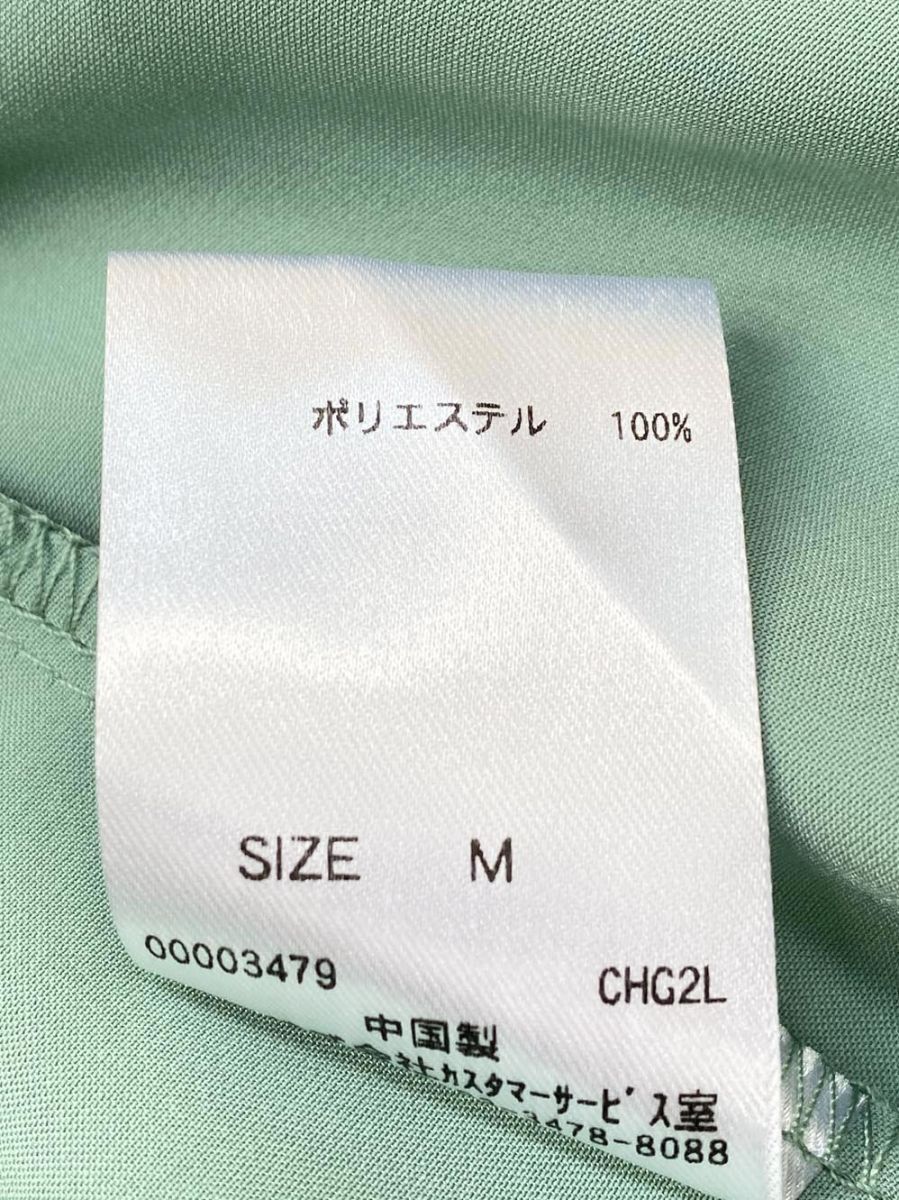 ポリエステル 100%
SIZE M
00003479 CHG2L
中国製
カスタマーサービス室
3478-8088